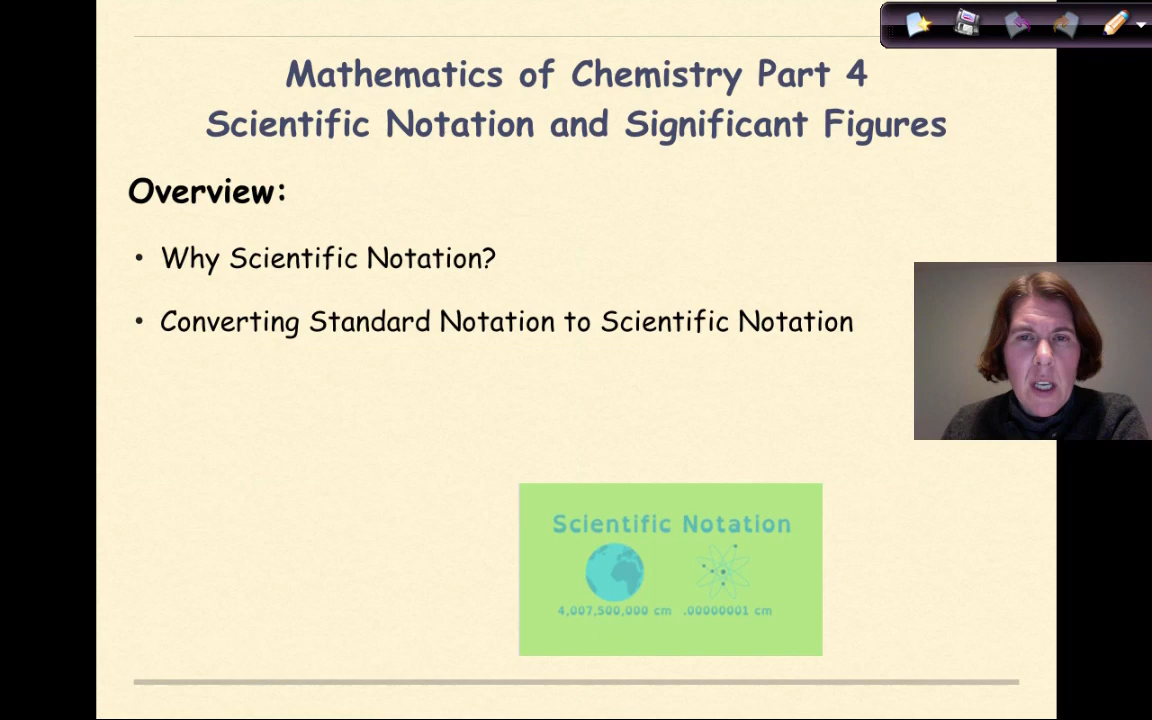 Mathematics of Chemistry Part 4
Scientific Notation and Significant Figures
Overview:
• Why Scientific Notation?
• Converting Standard Notation to Scientific Notation
Scientific Notation
4,007,500,000 cm .00000001 cm